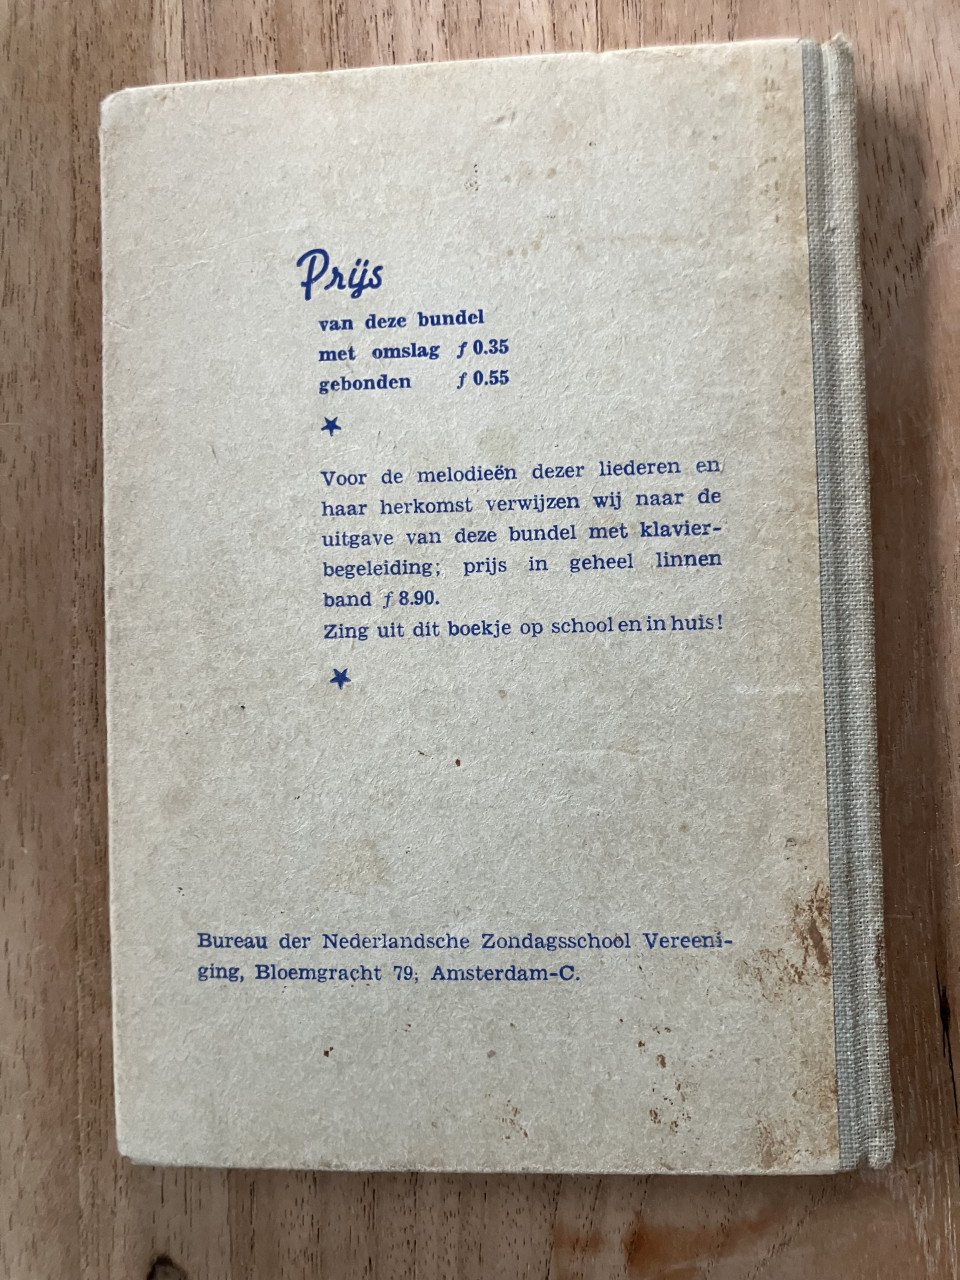 Prijs
van deze bundel
met omslag ƒ 0.35
gebonden ƒ 0.55
Voor de melodieën dezer liederen en
haar herkomst verwijzen wij naar de
uitgave van deze bundel met klavier-
begeleiding; prijs in geheel linnen
band ƒ 8.90.
Zing uit dit boekje op school en in huis!
Bureau der Nederlandsche Zondagsschool Vereeni-
ging, Bloemgracht 79, Amsterdam-C.